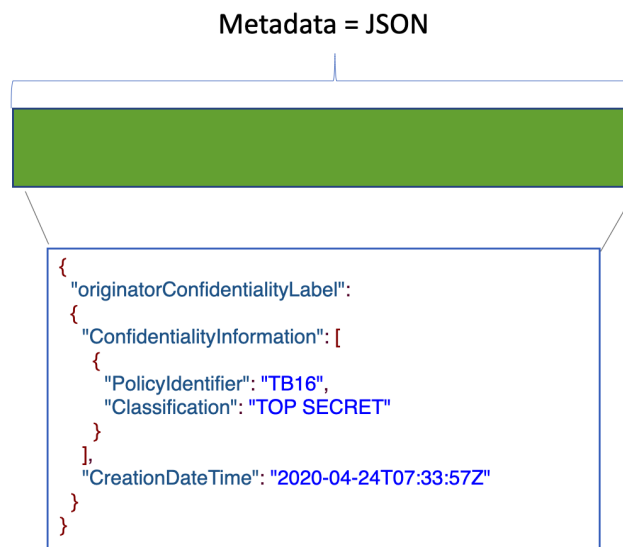 Metadata = JSON
{
"originatorConfidentialityLabel":
{
"ConfidentialityInformation": [
{
"PolicyIdentifier": "TB16",
"Classification": "TOP SECRET"
}
],
"CreationDateTime": "2020-04-24T07:33:57Z"
}
}